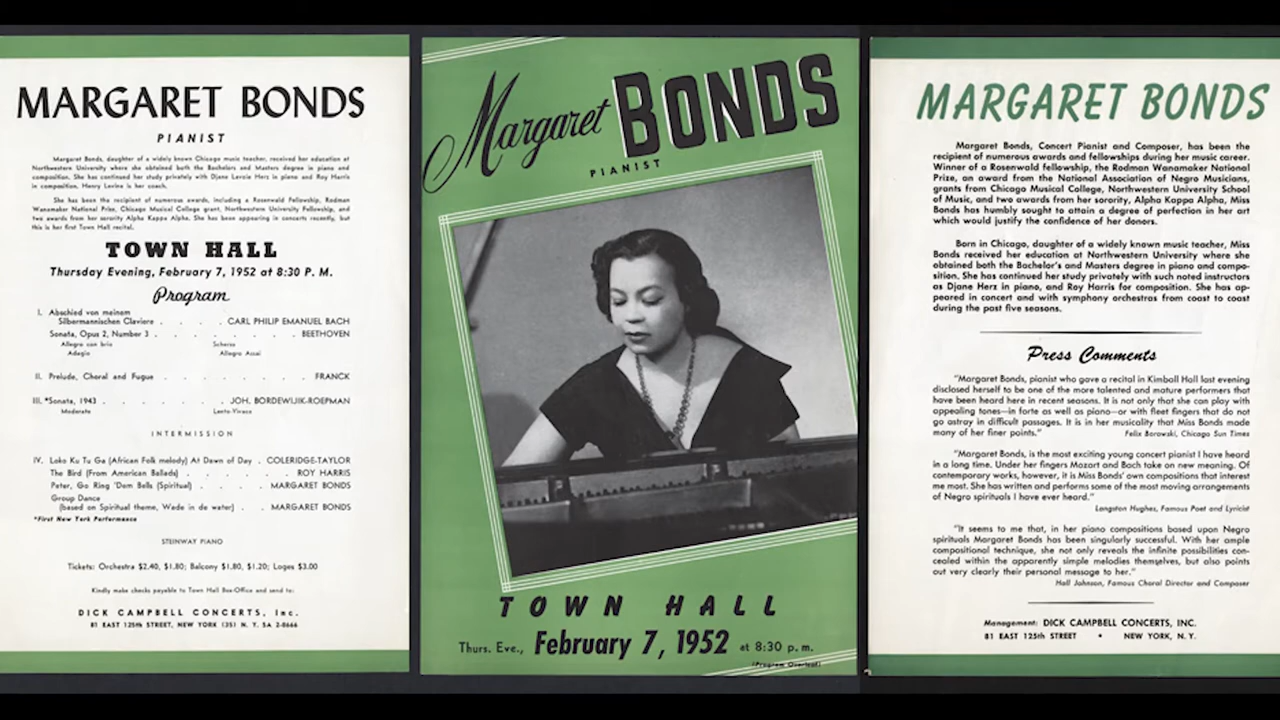 MARGARET BONDS
PIANIST
Margaret Bonds, daughter of a widely known Chicago music teacher, received her education at
Northwestern University where she obtained both the Bachelors and Masters degree in piano and
composition. She has continued her study privately with Djane Lavoie Herz in piano and Roy Harris
in composition. Henry Levine is her coach.
She has been the recipient of numerous awards, including a Rosenwald Fellowship, Rodman
Wanamaker National Prize, Chicago Musical College grant, Northwestern University Fellowship, and
two awards from her sorority Alpha Kappa Alpha. She has been appearing in concerts recently, but
this is her first Town Hall recital.
TOWN HALL
Thursday Evening, February 7, 1952 at 8:30 P. M.
Program
I. Abschied von meinem
Silbermannischen Claviere . . . . CARL PHILIP EMANUEL BACH
Sonata, Opus 2, Number 3 . . . . . . . . BEETHOVEN
Allegro con brio Scherzo
Adagio Allegro Assai
II. Prelude, Choral and Fugue . . . . . . . . FRANCK
III. *Sonata, 1943 . . . . . . JOH. BORDEWIJK-ROEPMAN
Moderato Lento-Vivace
INTERMISSION
IV. Loko Ku Tu Ga (African Folk melody) At Dawn of Day . COLERIDGE-TAYLOR
The Bird (From American Ballads) . . . . . ROY HARRIS
Peter, Go Ring 'Dem Bells (Spiritual) . . . . MARGARET BONDS
Group Dance
(based on Spiritual theme, Wade in de water) . . MARGARET BONDS
*First New York Performance
STEINWAY PIANO
Tickets: Orchestra $2.40, $1.80; Balcony $1.80, $1.20; Loges $3.00
Kindly make checks payable to Town Hall Box-Office and send to:
DICK CAMPBELL CONCERTS, Inc.
81 EAST 125th STREET, NEW YORK (35) N. Y. SA 2-8666
Margaret BONDS
PIANIST
TOWN HALL
Thurs. Eve., February 7, 1952 at 8:30 p. m.
(Program Overleaf)
MARGARET BONDS
Margaret Bonds, Concert Pianist and Composer, has been the
recipient of numerous awards and fellowships during her music career.
Winner of a Rosenwald fellowship, the Rodman Wanamaker National
Prize, an award from the National Association of Negro Musicians,
grants from Chicago Musical College, Northwestern University School
of Music, and two awards from her sorority, Alpha Kappa Alpha, Miss
Bonds has humbly sought to attain a degree of perfection in her art
which would justify the confidence of her donors.
Born in Chicago, daughter of a widely known music teacher, Miss
Bonds received her education at Northwestern University where she
obtained both the Bachelor's and Masters degree in piano and compo-
sition. She has continued her study privately with such noted instructors
as Djane Herz in piano, and Roy Harris for composition. She has ap-
peared in concert and with symphony orchestras from coast to coast
during the past five seasons.
Press Comments
"Margaret Bonds, pianist who gave a recital in Kimball Hall last evening
disclosed herself to be one of the more talented and mature performers that
have been heard here in recent seasons. It is not only that she can play with
appealing tones—in forte as well as piano—or with fleet fingers that do not
go astray in difficult passages. It is in her musicality that Miss Bonds made
many of her finer points." Felix Borowski, Chicago Sun Times
"Margaret Bonds, is the most exciting young concert pianist I have heard
in a long time. Under her fingers Mozart and Bach take on new meaning. Of
contemporary works, however, it is Miss Bonds' own compositions that interest
me most. She has written and performs some of the most moving arrangements
of Negro spirituals I have ever heard."
Langston Hughes, Famous Poet and Lyricist
"It seems to me that, in her piano compositions based upon Negro
spirituals Margaret Bonds has been singularly successful. With her ample
compositional technique, she not only reveals the infinite possibilities con-
cealed within the apparently simple melodies themselves, but also points
out very clearly their personal message to her."
Hall Johnson, Famous Choral Director and Composer
Management: DICK CAMPBELL CONCERTS, INC.
81 EAST 125th STREET • NEW YORK, N. Y.